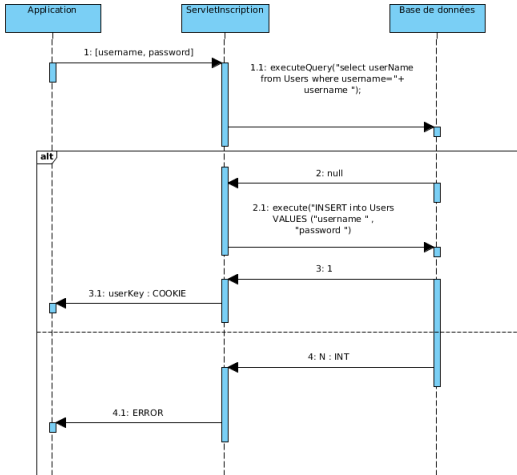 Application
ServletInscription
Base de données
1: [username, password]
1.1: executeQuery("select userName
from Users where username="+
username ");
alt
2: null
2.1: execute("INSERT into Users
VALUES ("username " ,
"password ")
3: 1
3.1: userKey : COOKIE
4: N : INT
4.1: ERROR